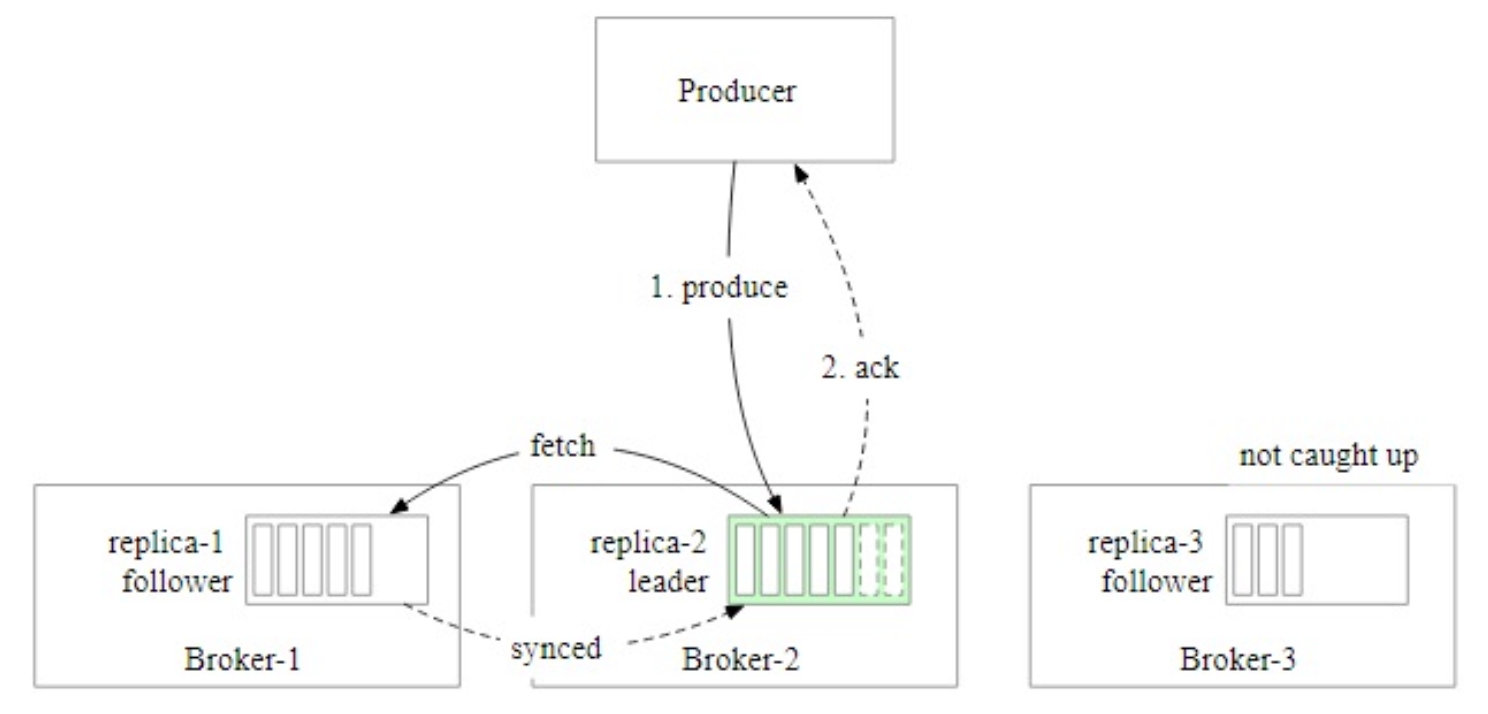 Producer
1. produce
2. ack
fetch
not caught up
replica-1
follower
replica-2
leader
replica-3
follower
synced
Broker-1
Broker-2
Broker-3